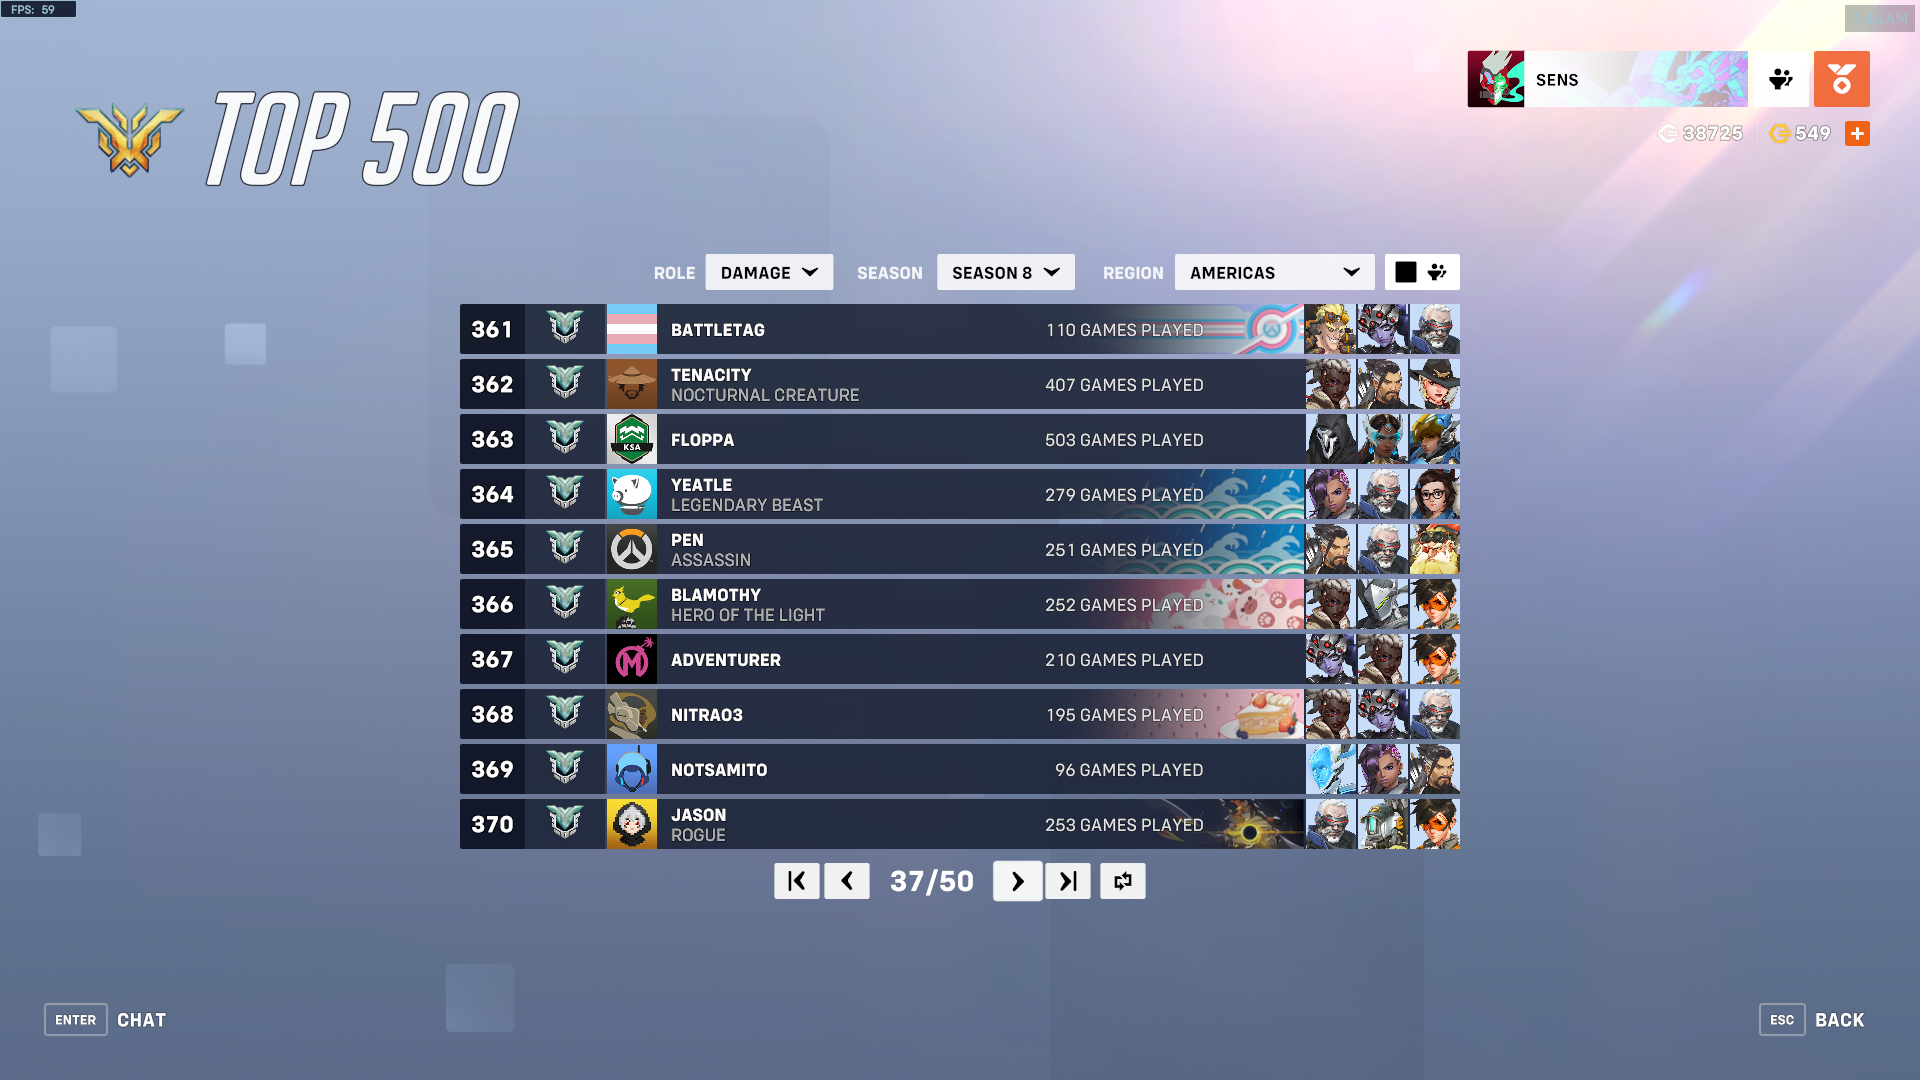 FPS: 59
TOP 500
SENS
38725
549
ROLE DAMAGE SEASON SEASON 8 REGION AMERICAS
361 BATTLETAG 110 GAMES PLAYED
362 TENACITY 407 GAMES PLAYED
NOCTURNAL CREATURE
363 KSA FLOPPA 503 GAMES PLAYED
364 YEATLE 279 GAMES PLAYED
LEGENDARY BEAST
365 PEN 251 GAMES PLAYED
ASSASSIN
366 BLAMOTHY 252 GAMES PLAYED
HERO OF THE LIGHT
367 M ADVENTURER 210 GAMES PLAYED
368 NITRAO3 195 GAMES PLAYED
369 NOTSAMITO 96 GAMES PLAYED
370 JASON 253 GAMES PLAYED
ROGUE
37/50
ENTER CHAT
ESC BACK